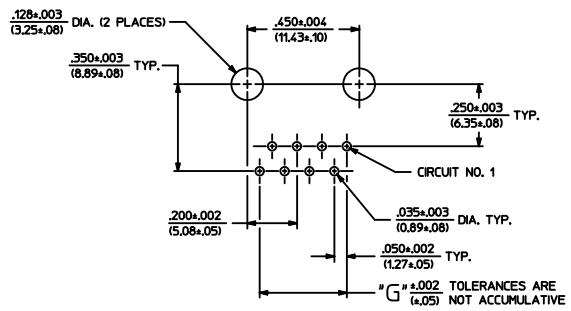 .128±.003
(3.25±.08) DIA. (2 PLACES)
.450±.004
(11.43±.10)
.350±.003
(8.89±.08) TYP.
.250±.003
(6.35±.08) TYP.
CIRCUIT NO. 1
.200±.002
(5.08±.05)
.035±.003
(0.89±.08) DIA. TYP.
.050±.002
(1.27±.05) TYP.
"G" ±.002 TOLERANCES ARE
(±.05) NOT ACCUMULATIVE